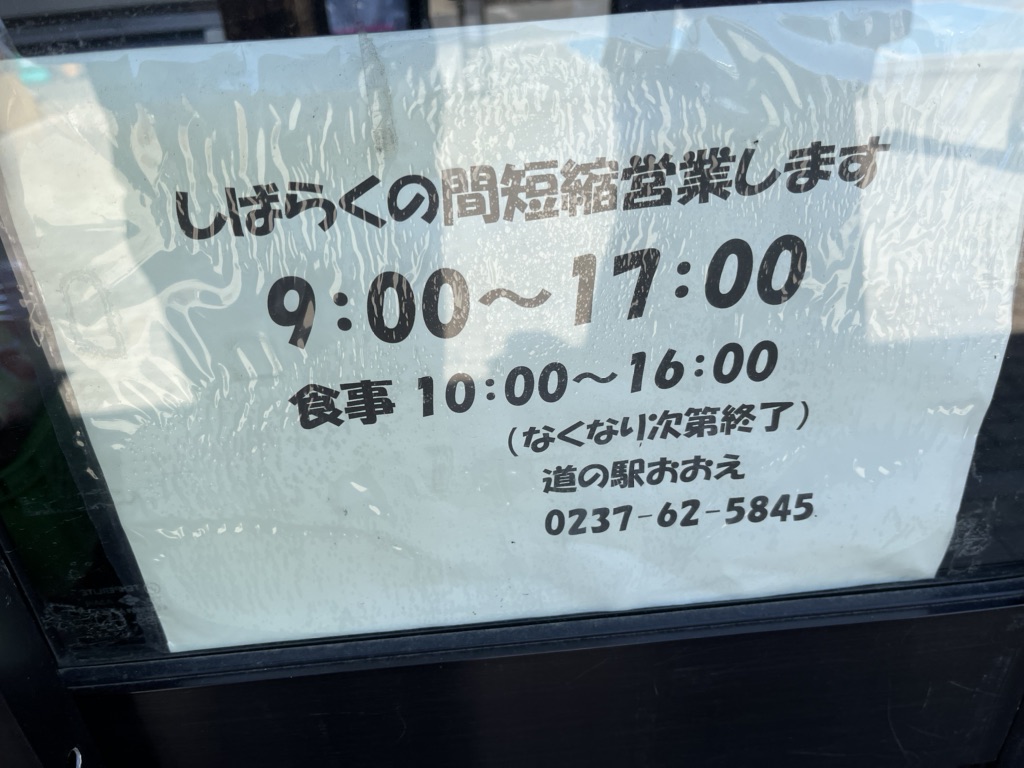 しばらくの間短縮営業します
9:00～17:00
食事 10:00～16:00
（なくなり次第終了）
道の駅おおえ
0237-62-5845